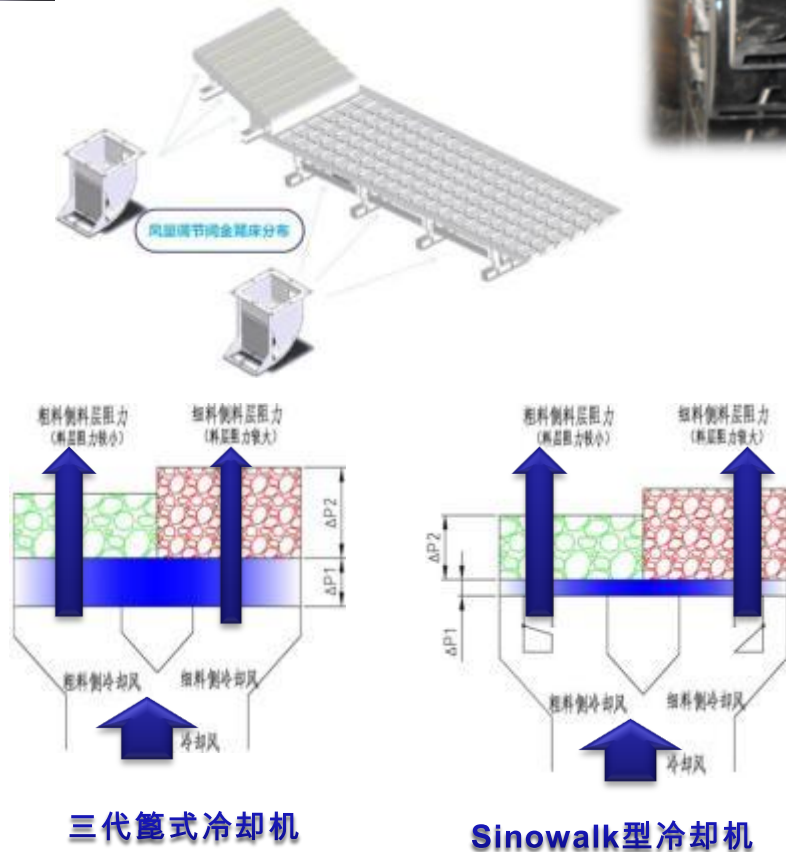 风量调节阀全篦床分布
粗料侧料层阻力
(料层阻力较小)
细料侧料层阻力
(料层阻力较大)
ΔP2
ΔP1
粗料侧冷却风
细料侧冷却风
冷却风
三代篦式冷却机
粗料侧料层阻力
(料层阻力较小)
细料侧料层阻力
(料层阻力较大)
ΔP2
ΔP1
粗料侧冷却风
细料侧冷却风
冷却风
Sinowalk型冷却机